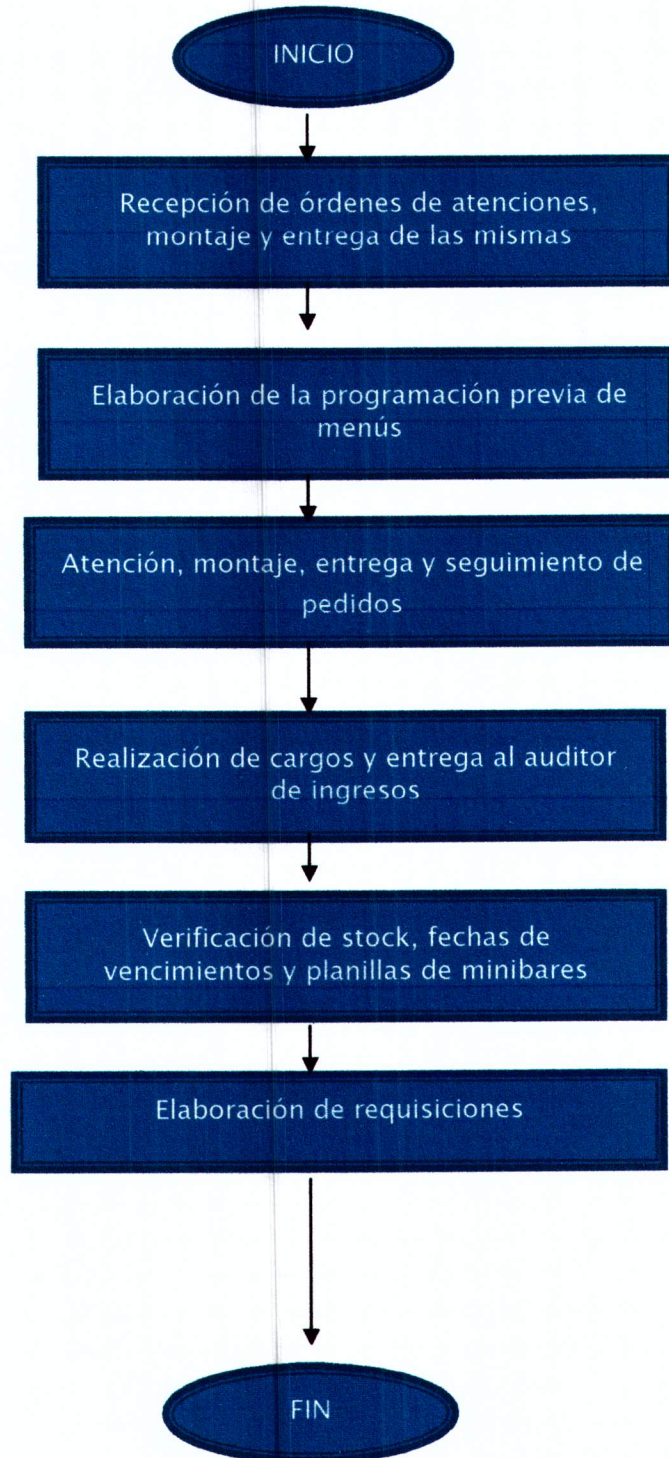 INICIO
Recepción de órdenes de atenciones,
montaje y entrega de las mismas
Elaboración de la programación previa de
menús
Atención, montaje, entrega y seguimiento de
pedidos
Realización de cargos y entrega al auditor
de ingresos
Verificación de stock, fechas de
vencimientos y planillas de minibares
Elaboración de requisiciones
FIN